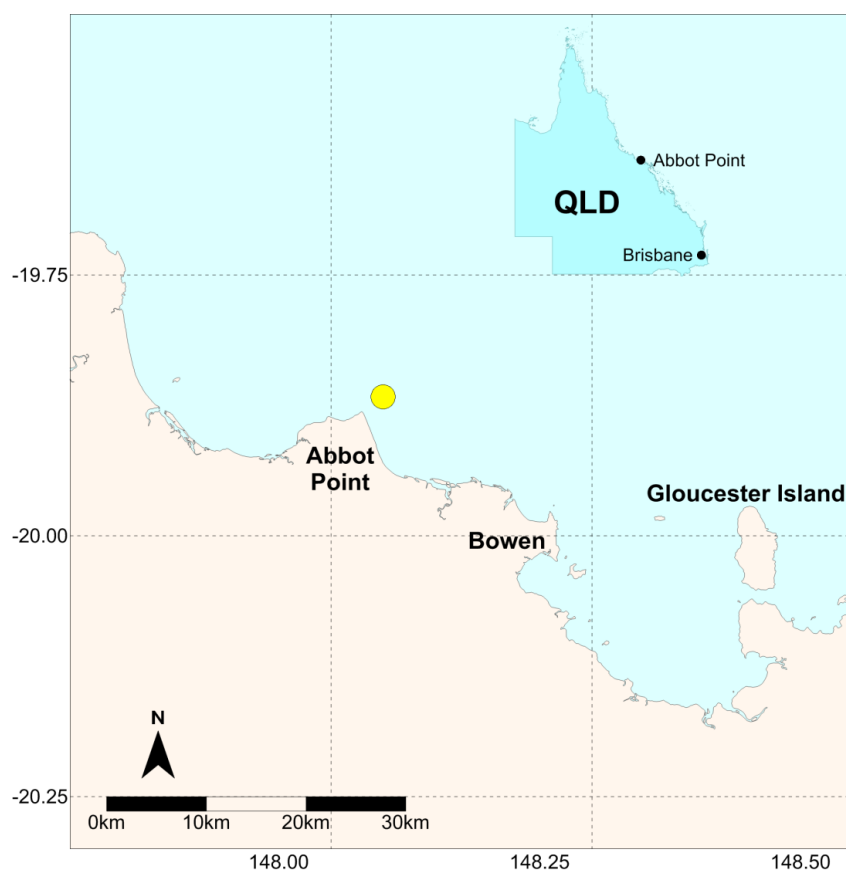 Abbot Point
QLD
Brisbane
-19.75
Abbot
Point
Gloucester Island
-20.00
Bowen
N
-20.25
0km 10km 20km 30km
148.00 148.25 148.50